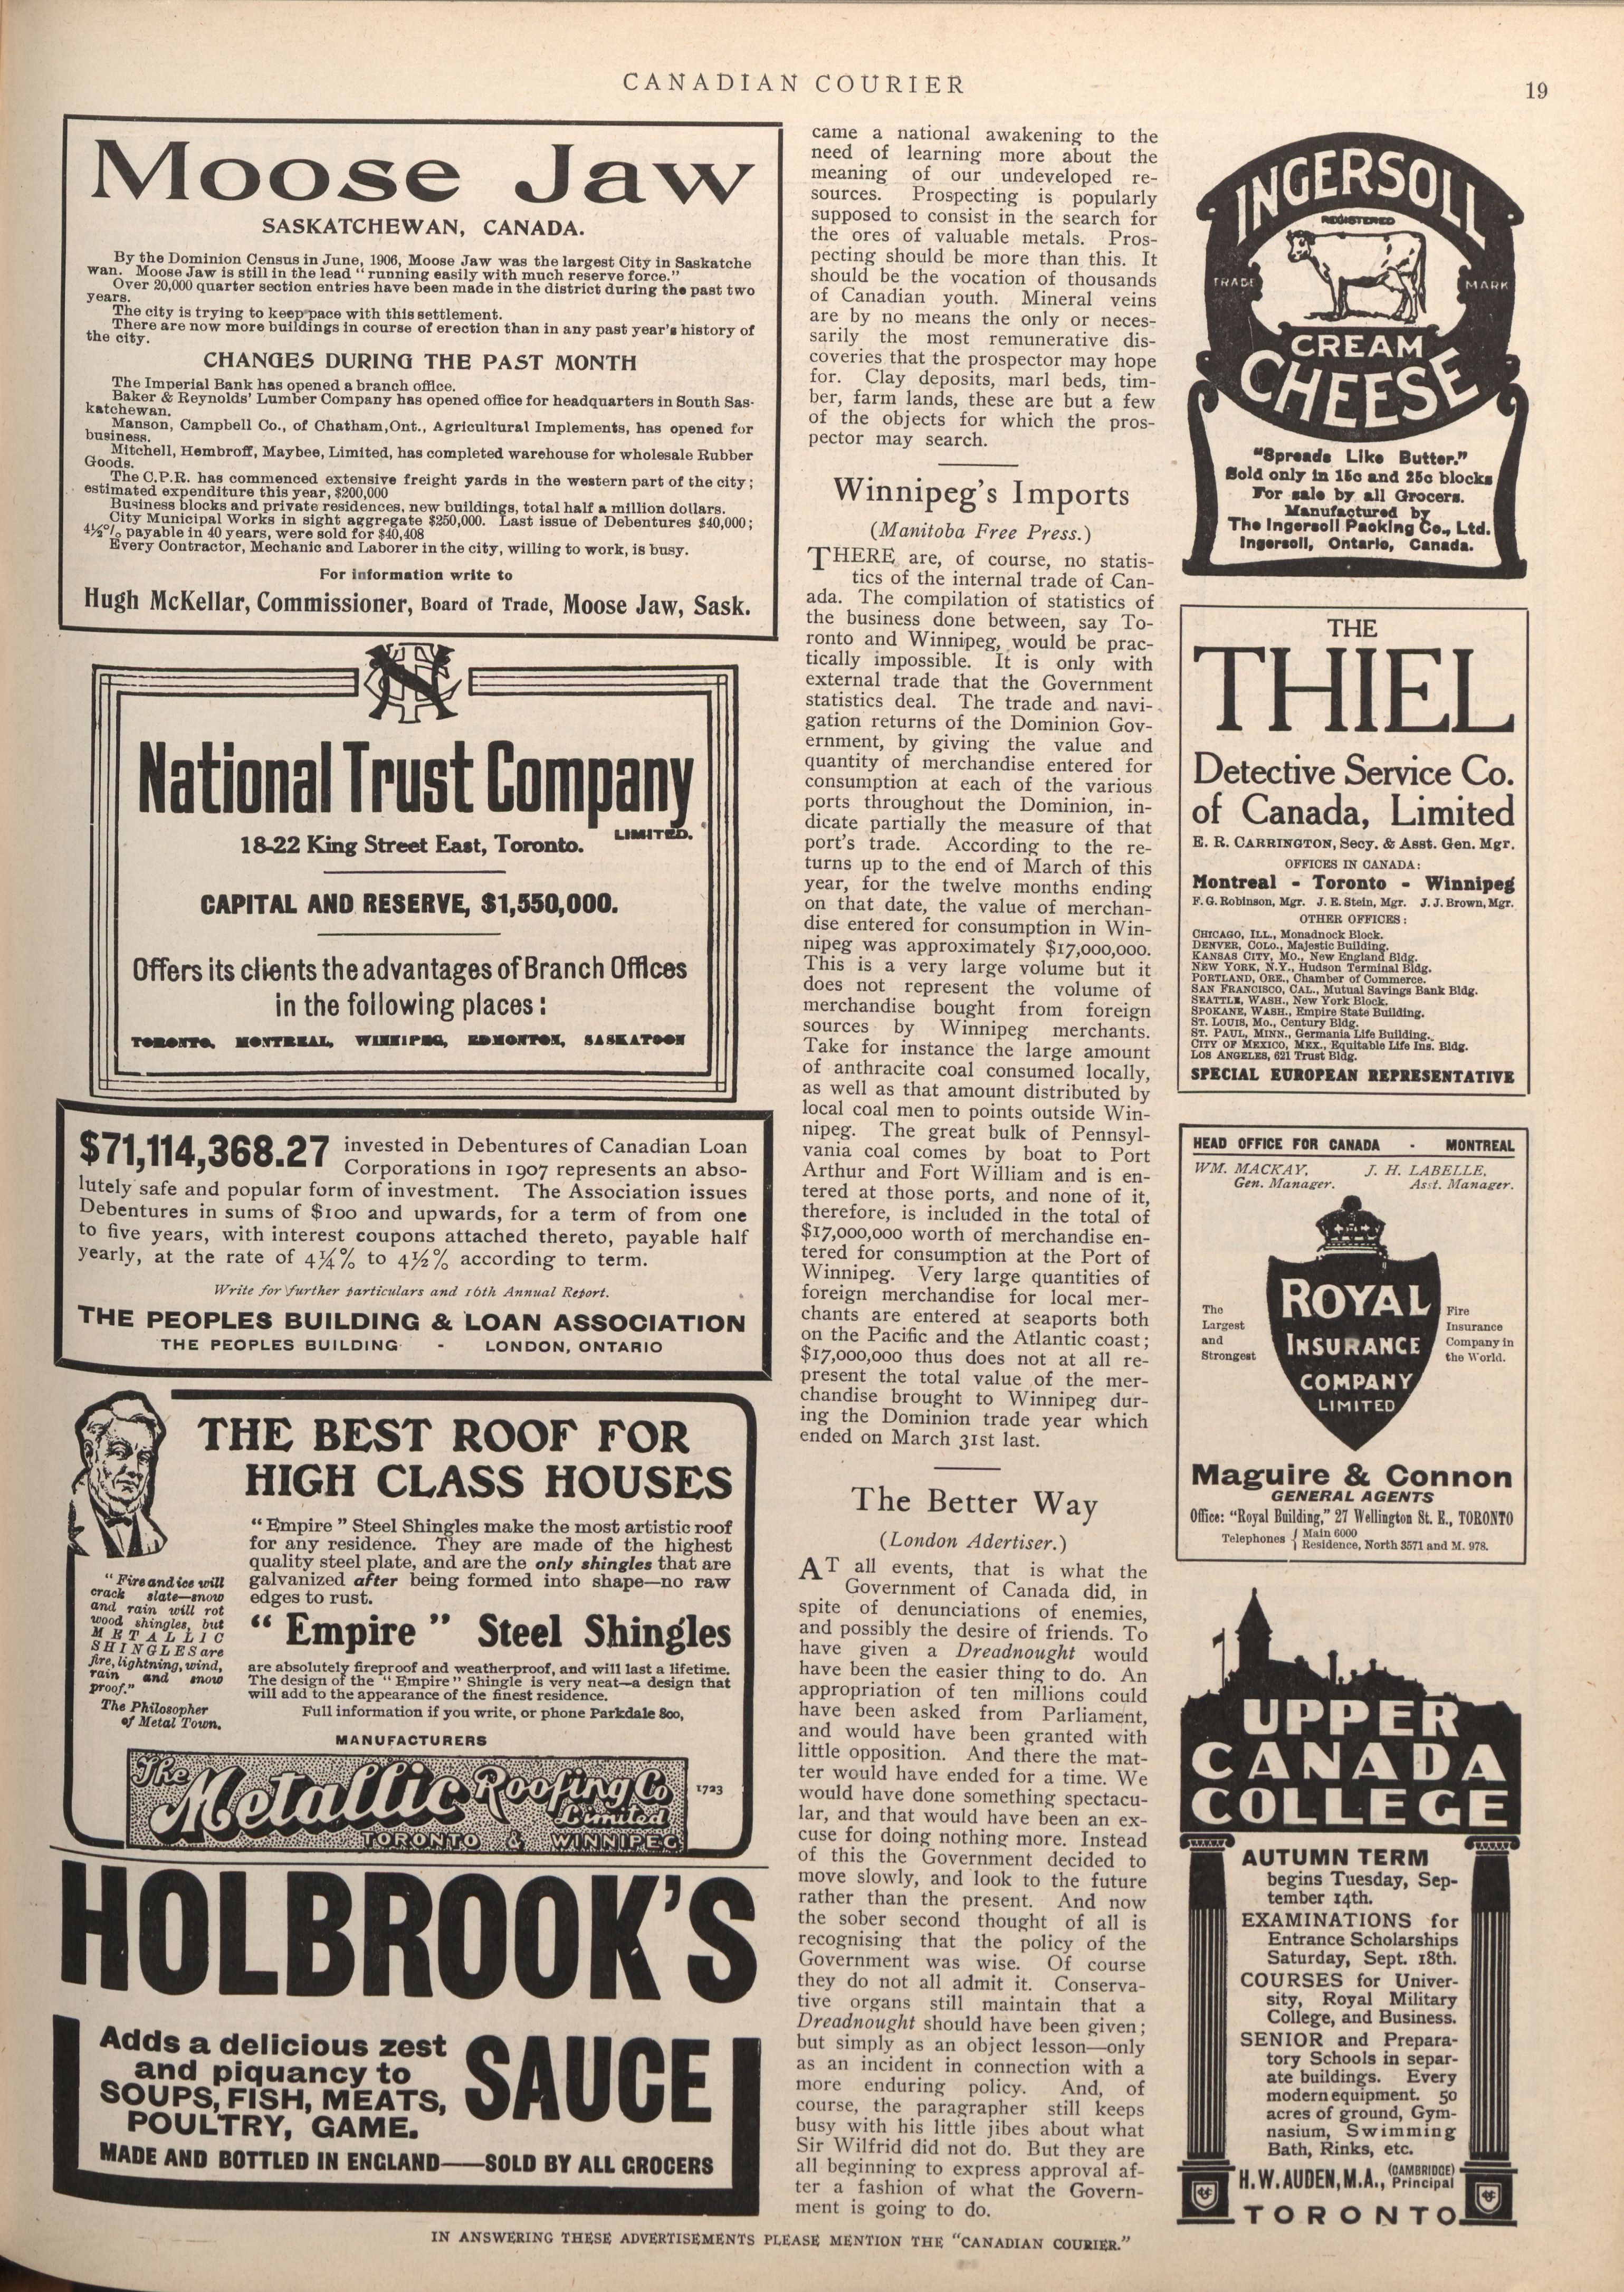 CANADIAN COURIER
19
Moose Jaw
SASKATCHEWAN, CANADA.
By the Dominion Census in June, 1906, Moose Jaw was the largest City in Saskatche
wan. Moose Jaw is still in the lead "running easily with much reserve force."
Over 20,000 quarter section entries have been made in the district during the past two
years.
The city is trying to keep pace with this settlement.
There are now more buildings in course of erection than in any past year's history of
the city.
CHANGES DURING THE PAST MONTH
The Imperial Bank has opened a branch office.
Baker & Reynolds' Lumber Company has opened office for headquarters in South Sas-
katchewan.
Manson, Campbell Co., of Chatham, Ont., Agricultural Implements, has opened for
business.
Mitchell, Hembroff, Maybee, Limited, has completed warehouse for wholesale Rubber
Goods.
The C.P.R. has commenced extensive freight yards in the western part of the city;
estimated expenditure this year, $200,000
Business blocks and private residences, new buildings, total half a million dollars.
City Municipal Works in sight aggregate $250,000. Last issue of Debentures $40,000;
4½% payable in 40 years, were sold for $40,408
Every Contractor, Mechanic and Laborer in the city, willing to work, is busy.
For information write to
Hugh McKellar, Commissioner, Board of Trade, Moose Jaw, Sask.
National Trust Company
LIMITED.
18-22 King Street East, Toronto.
CAPITAL AND RESERVE, $1,550,000.
Offers its clients the advantages of Branch Offices
in the following places:
TORONTO, MONTREAL, WINNIPEG, EDMONTON, SASKATOON
$71,114,368.27 invested in Debentures of Canadian Loan
Corporations in 1907 represents an abso-
lutely safe and popular form of investment. The Association issues
Debentures in sums of $100 and upwards, for a term of from one
to five years, with interest coupons attached thereto, payable half
yearly, at the rate of 4¼% to 4½% according to term.
Write for further particulars and 16th Annual Report.
THE PEOPLES BUILDING & LOAN ASSOCIATION
THE PEOPLES BUILDING - LONDON, ONTARIO
THE BEST ROOF FOR
HIGH CLASS HOUSES
"Empire" Steel Shingles make the most artistic roof
for any residence. They are made of the highest
quality steel plate, and are the only shingles that are
galvanized after being formed into shape—no raw
edges to rust.
"Empire" Steel Shingles
are absolutely fireproof and weatherproof, and will last a lifetime.
The design of the "Empire" Shingle is very neat—a design that
will add to the appearance of the finest residence.
Full information if you write, or phone Parkdale 800,
"Fire and ice will
crack slate—snow
and rain will rot
wood shingles, but
METALLIC
SHINGLES are
fire, lightning, wind,
rain and snow
proof."
The Philosopher
of Metal Town.
MANUFACTURERS
The Metallic Roofing Co
Limited
TORONTO & WINNIPEG
1723
HOLBROOK'S
Adds a delicious zest
and piquancy to
SOUPS, FISH, MEATS,
POULTRY, GAME.
SAUCE
MADE AND BOTTLED IN ENGLAND—SOLD BY ALL GROCERS
came a national awakening to the
need of learning more about the
meaning of our undeveloped re-
sources. Prospecting is popularly
supposed to consist in the search for
the ores of valuable metals. Pros-
pecting should be more than this. It
should be the vocation of thousands
of Canadian youth. Mineral veins
are by no means the only or neces-
sarily the most remunerative dis-
coveries that the prospector may hope
for. Clay deposits, marl beds, tim-
ber, farm lands, these are but a few
of the objects for which the pros-
pector may search.
Winnipeg's Imports
(Manitoba Free Press.)
THERE are, of course, no statis-
tics of the internal trade of Can-
ada. The compilation of statistics of
the business done between, say To-
ronto and Winnipeg, would be prac-
tically impossible. It is only with
external trade that the Government
statistics deal. The trade and navi-
gation returns of the Dominion Gov-
ernment, by giving the value and
quantity of merchandise entered for
consumption at each of the various
ports throughout the Dominion, in-
dicate partially the measure of that
port's trade. According to the re-
turns up to the end of March of this
year, for the twelve months ending
on that date, the value of merchan-
dise entered for consumption in Win-
nipeg was approximately $17,000,000.
This is a very large volume but it
does not represent the volume of
merchandise bought from foreign
sources by Winnipeg merchants.
Take for instance the large amount
of anthracite coal consumed locally,
as well as that amount distributed by
local coal men to points outside Win-
nipeg. The great bulk of Pennsyl-
vania coal comes by boat to Port
Arthur and Fort William and is en-
tered at those ports, and none of it,
therefore, is included in the total of
$17,000,000 worth of merchandise en-
tered for consumption at the Port of
Winnipeg. Very large quantities of
foreign merchandise for local mer-
chants are entered at seaports both
on the Pacific and the Atlantic coast;
$17,000,000 thus does not at all re-
present the total value of the mer-
chandise brought to Winnipeg dur-
ing the Dominion trade year which
ended on March 31st last.
The Better Way
(London Adertiser.)
AT all events, that is what the
Government of Canada did, in
spite of denunciations of enemies,
and possibly the desire of friends. To
have given a Dreadnought would
have been the easier thing to do. An
appropriation of ten millions could
have been asked from Parliament,
and would have been granted with
little opposition. And there the mat-
ter would have ended for a time. We
would have done something spectacu-
lar, and that would have been an ex-
cuse for doing nothing more. Instead
of this the Government decided to
move slowly, and look to the future
rather than the present. And now
the sober second thought of all is
recognising that the policy of the
Government was wise. Of course
they do not all admit it. Conserva-
tive organs still maintain that a
Dreadnought should have been given;
but simply as an object lesson—only
as an incident in connection with a
more enduring policy. And, of
course, the paragrapher still keeps
busy with his little jibes about what
Sir Wilfrid did not do. But they are
all beginning to express approval af-
ter a fashion of what the Govern-
ment is going to do.
INGERSOLL
REGISTERED
TRADE MARK
CREAM
CHEESE
"Spreads Like Butter."
Sold only in 15c and 25c blocks
For sale by all Grocers.
Manufactured by
The Ingersoll Packing Co., Ltd.
Ingersoll, Ontario, Canada.
THE
THIEL
Detective Service Co.
of Canada, Limited
E. R. CARRINGTON, Secy. & Asst. Gen. Mgr.
OFFICES IN CANADA:
Montreal - Toronto - Winnipeg
F. G. Robinson, Mgr. J. E. Stein, Mgr. J. J. Brown, Mgr.
OTHER OFFICES:
CHICAGO, ILL., Monadnock Block.
DENVER, COLO., Majestic Building.
KANSAS CITY, MO., New England Bldg.
NEW YORK, N.Y., Hudson Terminal Bldg.
PORTLAND, ORE., Chamber of Commerce.
SAN FRANCISCO, CAL., Mutual Savings Bank Bldg.
SEATTLE, WASH., New York Block.
SPOKANE, WASH., Empire State Building.
ST. LOUIS, MO., Century Bldg.
ST. PAUL, MINN., Germania Life Building.
CITY OF MEXICO, MEX., Equitable Life Ins. Bldg.
LOS ANGELES, 621 Trust Bldg.
SPECIAL EUROPEAN REPRESENTATIVE
HEAD OFFICE FOR CANADA - MONTREAL
WM. MACKAY, J. H. LABELLE,
Gen. Manager. Asst. Manager.
The
Largest
and
Strongest
ROYAL
INSURANCE
COMPANY
LIMITED
Fire
Insurance
Company in
the World.
Maguire & Connon
GENERAL AGENTS
Office: "Royal Building," 27 Wellington St. E., TORONTO
Telephones { Main 6000
Residence, North 3571 and M. 978.
UPPER
CANADA
COLLEGE
AUTUMN TERM
begins Tuesday, Sep-
tember 14th.
EXAMINATIONS for
Entrance Scholarships
Saturday, Sept. 18th.
COURSES for Univer-
sity, Royal Military
College, and Business.
SENIOR and Prepara-
tory Schools in separ-
ate buildings. Every
modern equipment. 50
acres of ground, Gym-
nasium, Swimming
Bath, Rinks, etc.
H. W. AUDEN, M.A., (CAMBRIDGE)
Principal
TORONTO
IN ANSWERING THESE ADVERTISEMENTS PLEASE MENTION THE "CANADIAN COURIER."